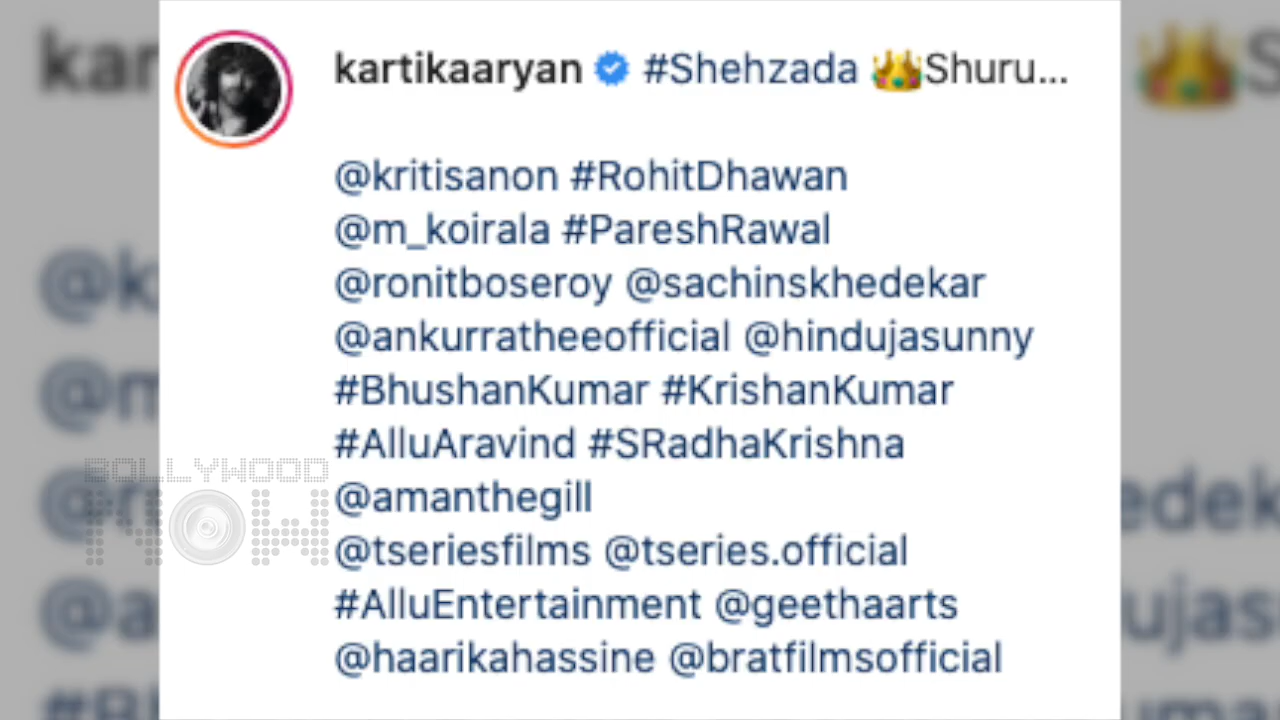 kartikaaryan #Shehzada 👑Shuru...
@kritisanon #RohitDhawan
@m_koirala #PareshRawal
@ronitboseroy @sachinskhedekar
@ankurratheeofficial @hindujasunny
#BhushanKumar #KrishanKumar
#AlluAravind #SRadhaKrishna
@amanthegill
@tseriesfilms @tseries.official
#AlluEntertainment @geethaarts
@haarikahassine @bratfilmsofficial
BOLLYWOOD
NOW